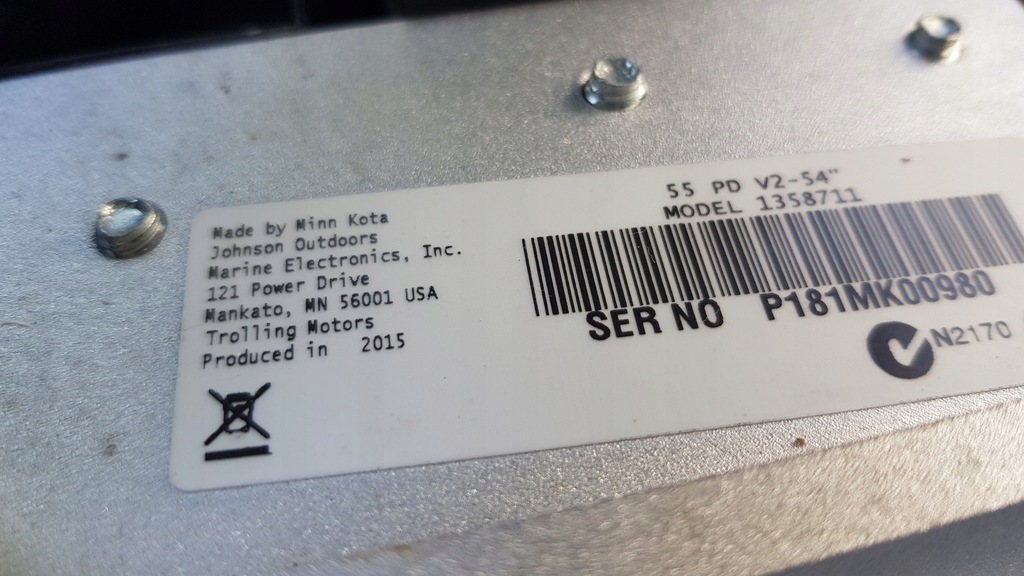 Made by Minn Kota
Johnson Outdoors
Marine Electronics, Inc.
121 Power Drive
Mankato, MN 56001 USA
Trolling Motors
Produced in 2015
55 PD V2-54"
MODEL 1358711
SER NO P181MK00980
N2170